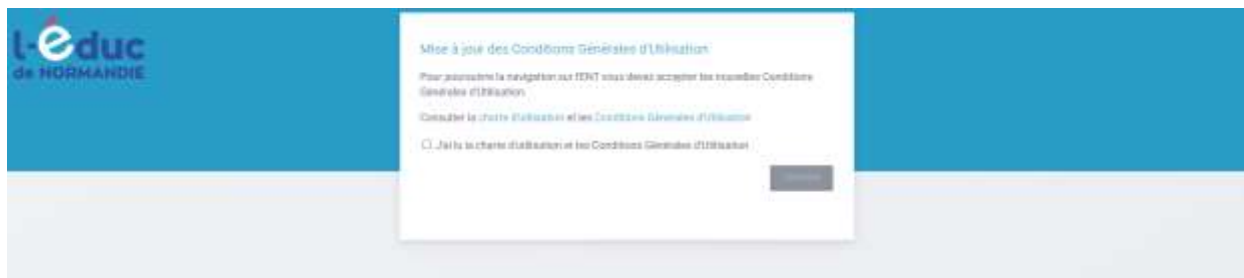 l-éduc
de NORMANDIE
Mise à jour des Conditions Générales d'Utilisation
Pour poursuivre la navigation sur l'ENT vous devez accepter les nouvelles Conditions
Générales d'Utilisation.
Consulter la charte d'utilisation et les Conditions Générales d'Utilisation
J'ai lu la charte d'utilisation et les Conditions Générales d'Utilisation